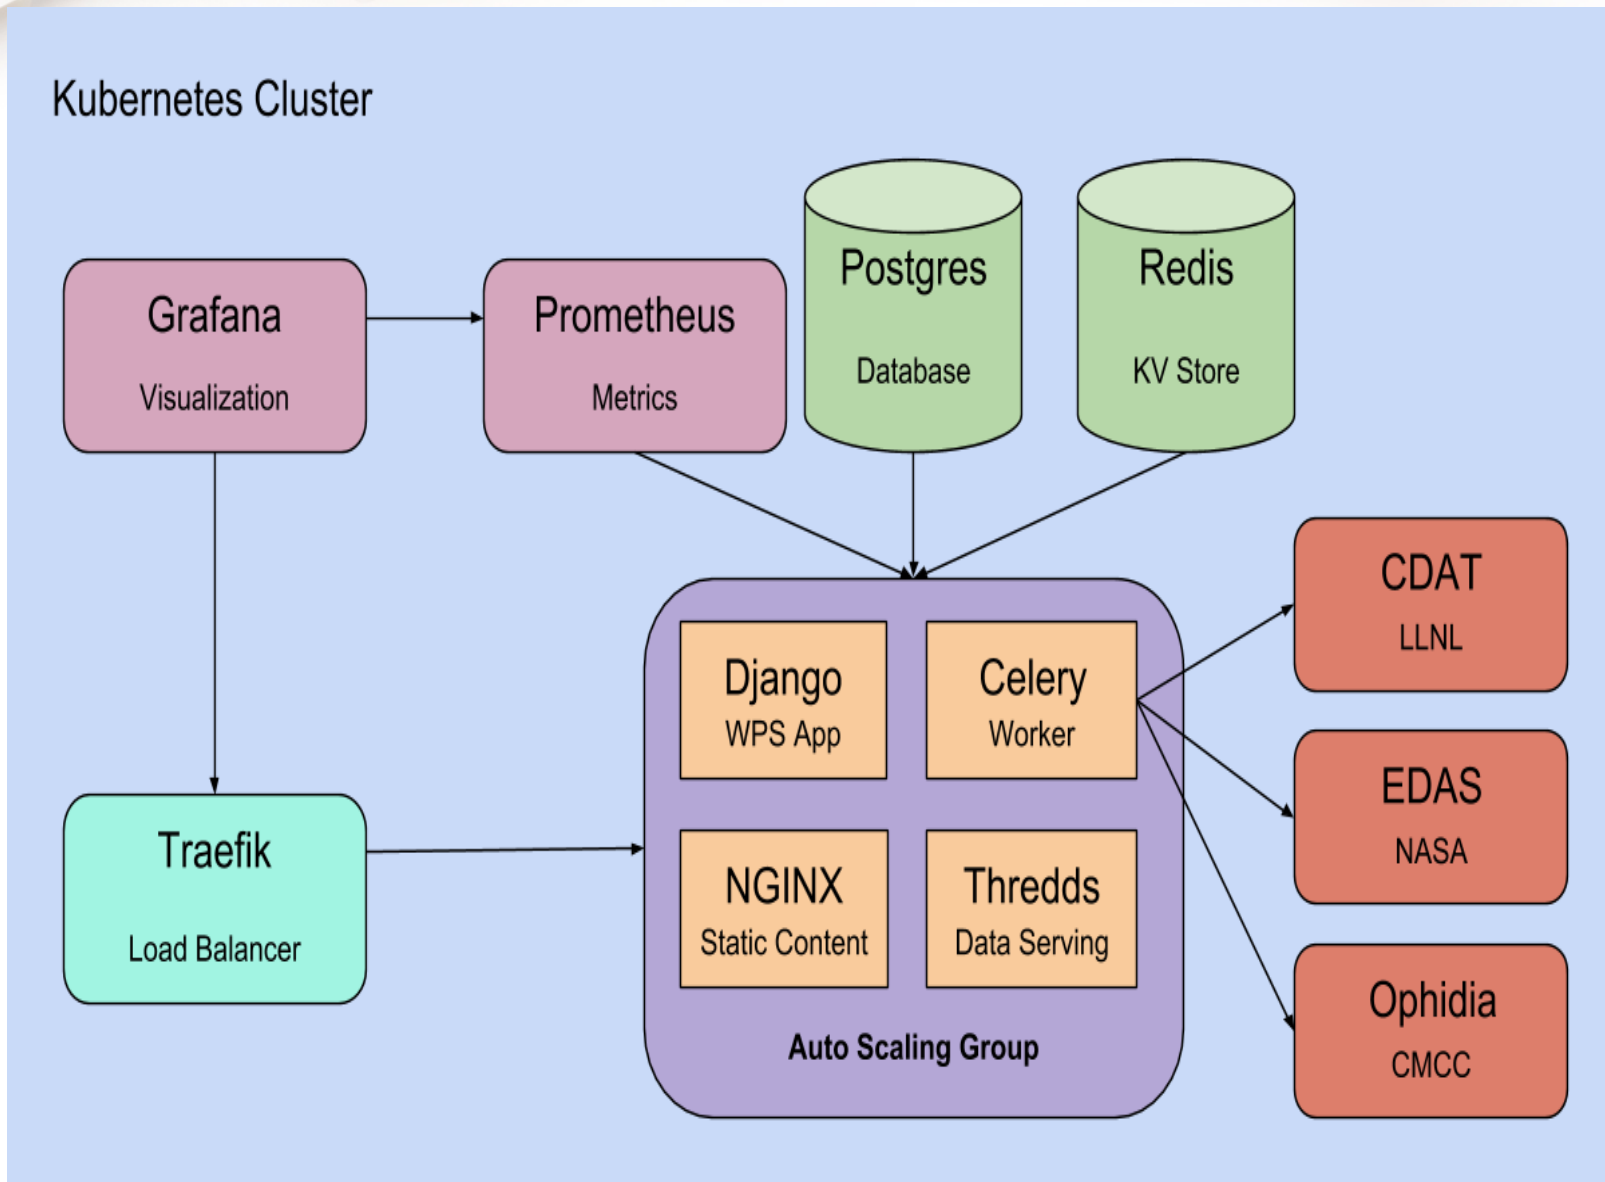 Kubernetes Cluster
Grafana
Visualization
Prometheus
Metrics
Postgres
Database
Redis
KV Store
CDAT
LLNL
Django
WPS App
Celery
Worker
EDAS
NASA
Traefik
Load Balancer
NGINX
Static Content
Thredds
Data Serving
Ophidia
CMCC
Auto Scaling Group